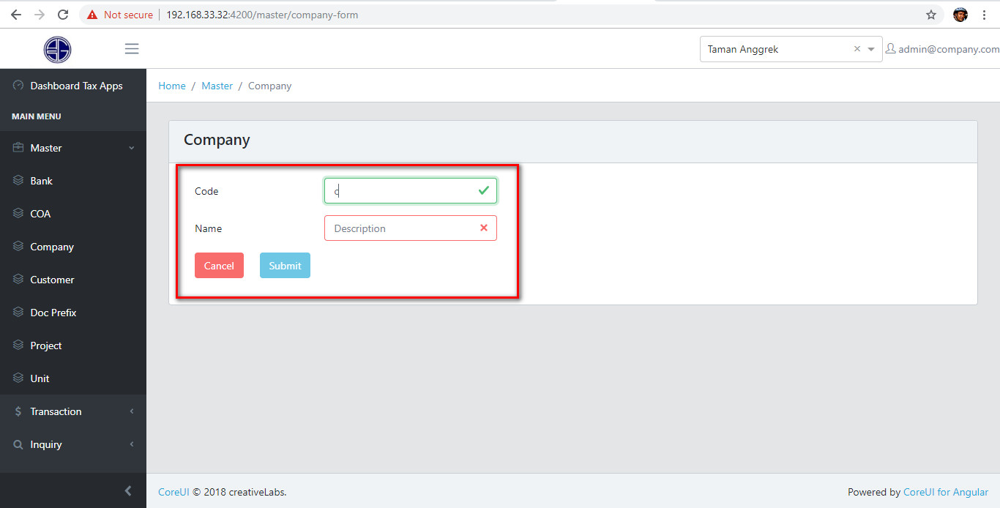 Not secure | 192.168.33.32:4200/master/company-form
Taman Anggrek × admin@company.com
Dashboard Tax Apps
Home / Master / Company
MAIN MENU
Company
Master
Code c
Bank
COA
Name Description
Company
Cancel Submit
Customer
Doc Prefix
Project
Unit
$ Transaction
Inquiry
CoreUI © 2018 creativeLabs. Powered by CoreUI for Angular